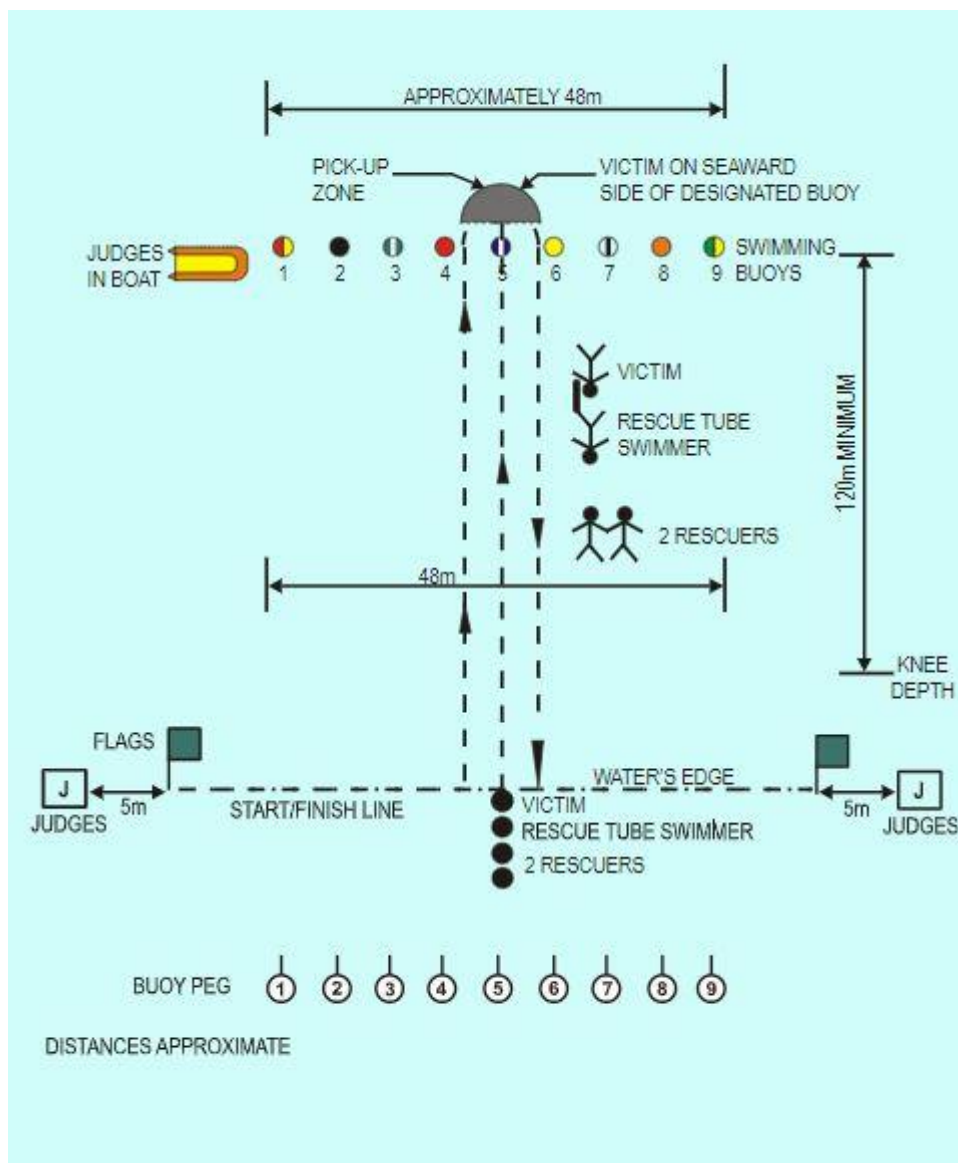 APPROXIMATELY 48m
PICK-UP
ZONE
VICTIM ON SEAWARD
SIDE OF DESIGNATED BUOY
JUDGES
IN BOAT
1 2 3 4 5 6 7 8 9
SWIMMING
BUOYS
VICTIM
RESCUE TUBE
SWIMMER
120m MINIMUM
2 RESCUERS
48m
KNEE
DEPTH
FLAGS
WATER'S EDGE
J
JUDGES
5m
START/FINISH LINE
VICTIM
RESCUE TUBE SWIMMER
2 RESCUERS
5m
J
JUDGES
BUOY PEG 1 2 3 4 5 6 7 8 9
DISTANCES APPROXIMATE